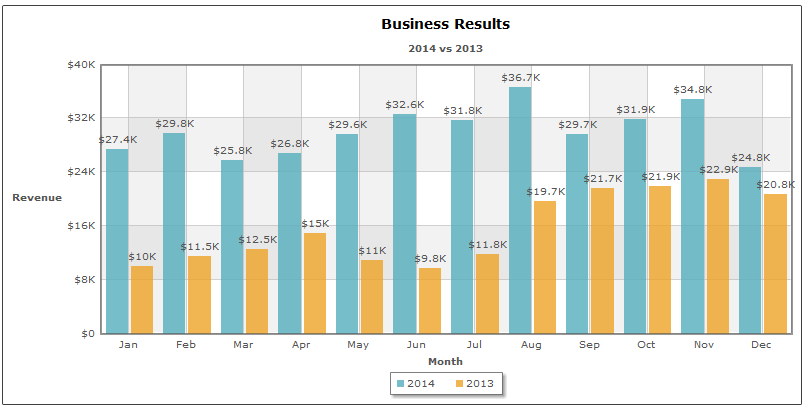 Business Results
2014 vs 2013
$40K
$36.7K
$34.8K
$32.6K
$31.8K
$31.9K
$32K
$29.8K
$29.6K
$29.7K
$27.4K
$25.8K
$26.8K
$24.8K
$24K
$22.9K
$21.7K
$21.9K
$20.8K
Revenue
$19.7K
$16K
$15K
$12.5K
$11.5K
$11K
$11.8K
$10K
$9.8K
$8K
$0
Jan Feb Mar Apr May Jun Jul Aug Sep Oct Nov Dec
Month
2014 2013